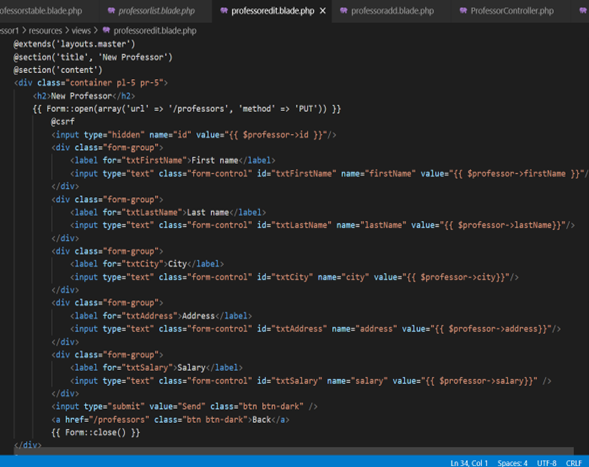 ofessorstable.blade.php professorlist.blade.php professoredit.blade.php × professoradd.blade.php ProfessorController.php
essor1 > resources > views > professoredit.blade.php
@extends('layouts.master')
@section('title', 'New Professor')
@section('content')
<div class="container pl-5 pr-5">
<h2>New Professor</h2>
{{ Form::open(array('url' => '/professors', 'method' => 'PUT')) }}
@csrf
<input type="hidden" name="id" value="{{ $professor->id }}"/>
<div class="form-group">
<label for="txtFirstName">First name</label>
<input type="text" class="form-control" id="txtFirstName" name="firstName" value="{{ $professor->firstName }}"/
</div>
<div class="form-group">
<label for="txtLastName">Last name</label>
<input type="text" class="form-control" id="txtLastName" name="lastName" value="{{ $professor->lastName}}"/>
</div>
<div class="form-group">
<label for="txtCity">City</label>
<input type="text" class="form-control" id="txtCity" name="city" value="{{ $professor->city}}"/>
</div>
<div class="form-group">
<label for="txtAddress">Address</label>
<input type="text" class="form-control" id="txtAddress" name="address" value="{{ $professor->address}}"/>
</div>
<div class="form-group">
<label for="txtSalary">Salary</label>
<input type="text" class="form-control" id="txtSalary" name="salary" value="{{ $professor->salary}}" />
</div>
<input type="submit" value="Send" class="btn btn-dark" />
<a href="/professors" class="btn btn-dark">Back</a>
{{ Form::close() }}
</div>
Ln 34, Col 1 Spaces: 4 UTF-8 CRLF